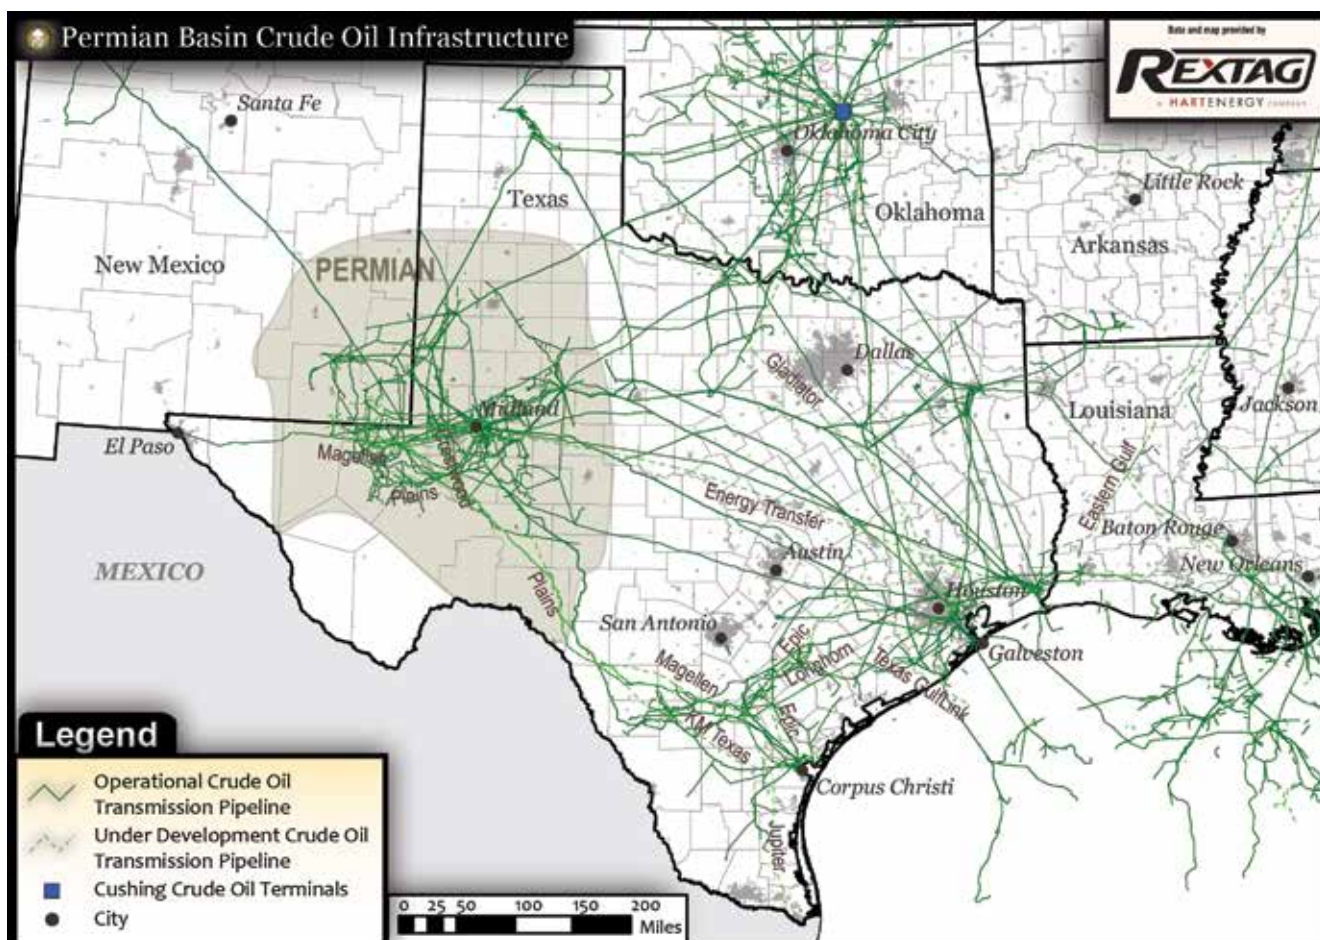 Permian Basin Crude Oil Infrastructure
Data and map provided by
REXTAG
A HARTENERGY COMPANY
Santa Fe
Oklahoma City
Texas
Oklahoma
Little Rock
Arkansas
New Mexico
PERMIAN
Dallas
Gladiator
Midland
Louisiana
Jackson
El Paso
Magellen
Plains
Energy Transfer
Eastern Gulf
Baton Rouge
Austin
New Orleans
MEXICO
Plains
Houston
San Antonio
Epic
Galveston
Magellen
Longhorn
Texas GulfLink
Epic
KM Texas
Corpus Christi
Jupiter
Legend
Operational Crude Oil
Transmission Pipeline
Under Development Crude Oil
Transmission Pipeline
Cushing Crude Oil Terminals
City
0 25 50 100 150 200
Miles